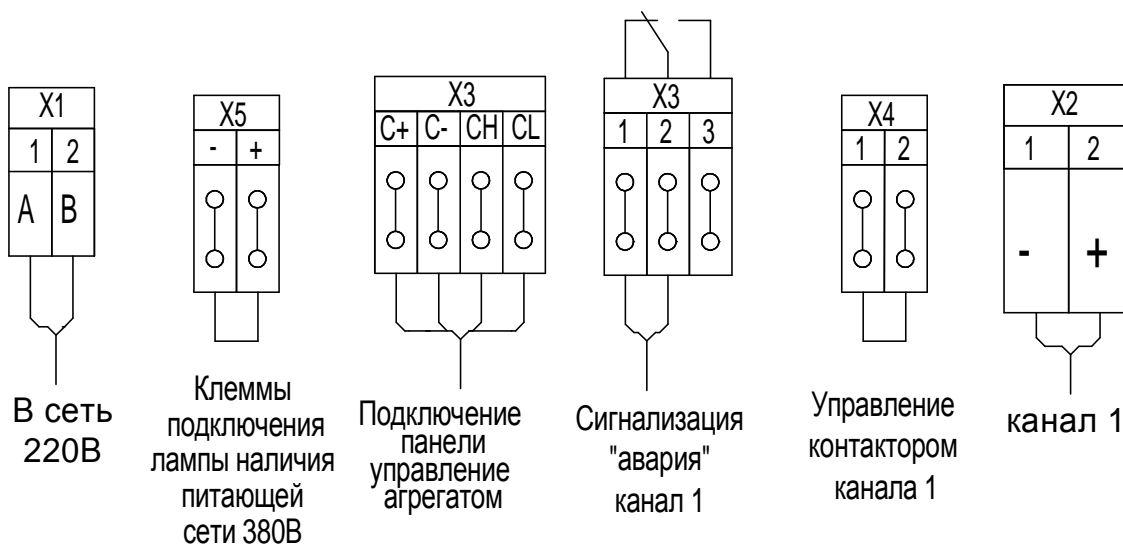 X1
1 2
A B
В сеть
220В
X5
- +
Клеммы
подключения
лампы наличия
питающей
сети 380В
X3
C+ C- CH CL
Подключение
панели
управление
агрегатом
X3
1 2 3
Сигнализация
"авария"
канал 1
X4
1 2
Управление
контактором
канала 1
X2
1 2
- +
канал 1